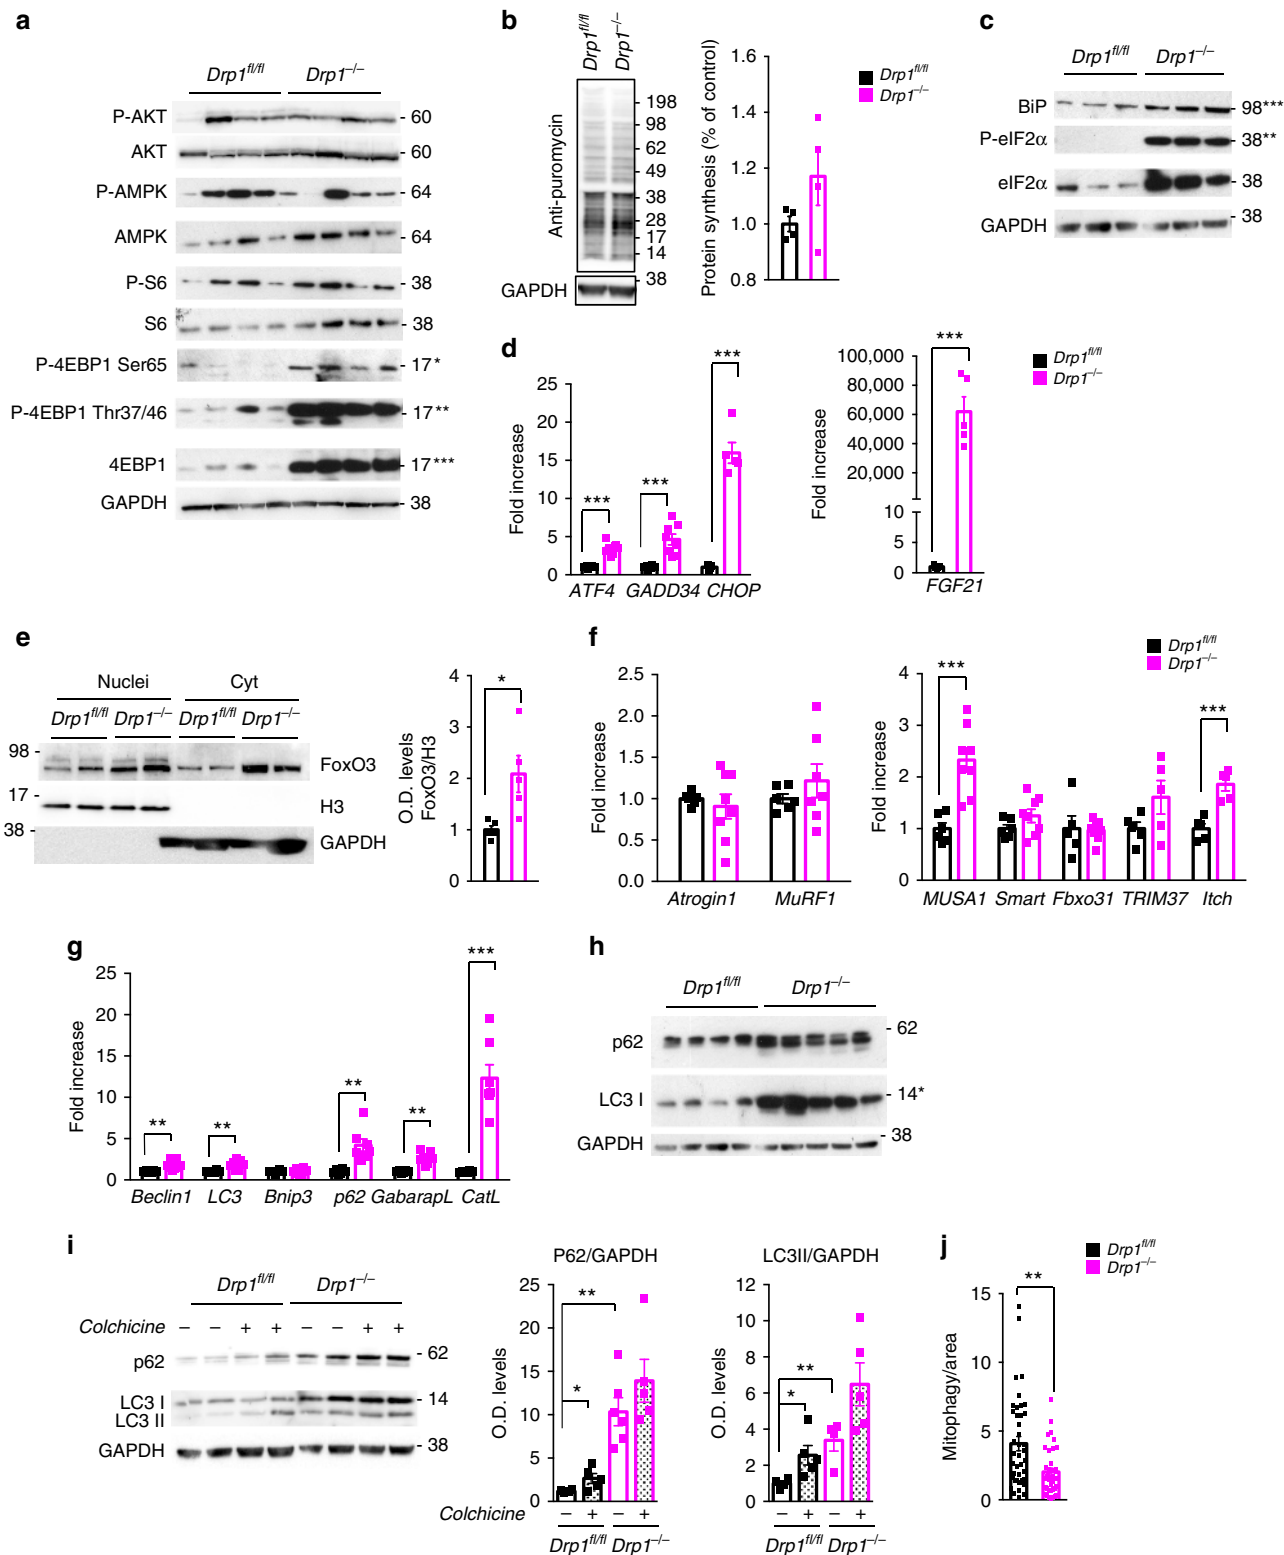 a
Drp1fl/fl Drp1–/–
P-AKT - 60
AKT - 60
P-AMPK - 64
AMPK - 64
P-S6 - 38
S6 - 38
P-4EBP1 Ser65 - 17*
P-4EBP1 Thr37/46 - 17**
4EBP1 - 17***
GAPDH - 38
b
Drp1fl/fl
Drp1–/–
Anti-puromycin
- 198
- 98
- 62
- 49
- 38
- 28
- 17
- 14
- 38
GAPDH
Protein synthesis (% of control)
1.6
1.4
1.2
1.0
0.8
Drp1fl/fl
Drp1–/–
c
Drp1fl/fl Drp1–/–
BiP - 98***
P-eIF2α - 38**
eIF2α - 38
GAPDH - 38
d
Fold increase
25
20
15
10
5
0
*** *** ***
ATF4 GADD34 CHOP
Fold increase
100,000
80,000
60,000
40,000
20,000
10
0
***
FGF21
Drp1fl/fl
Drp1–/–
e
Nuclei Cyt
Drp1fl/fl Drp1–/– Drp1fl/fl Drp1–/–
98 - FoxO3
17 - H3
38 - GAPDH
O.D. levels
FoxO3/H3
4
3
2
1
0
*
f
Fold increase
2.5
2.0
1.5
1.0
0.5
0.0
Atrogin1 MuRF1
Fold increase
4
3
2
1
0
*** ***
MUSA1 Smart Fbxo31 TRIM37 Itch
Drp1fl/fl
Drp1–/–
g
Fold increase
25
20
15
10
5
0
** ** ** ** ***
Beclin1 LC3 Bnip3 p62 GabarapL CatL
h
Drp1fl/fl Drp1–/–
p62 - 62
LC3 I - 14*
GAPDH - 38
i
Drp1fl/fl Drp1–/–
Colchicine – – + + – – + +
p62 - 62
LC3 I - 14
LC3 II
GAPDH - 38
P62/GAPDH
O.D. levels
25
20
15
10
5
0
* **
Colchicine – + – +
Drp1fl/fl Drp1–/–
LC3II/GAPDH
O.D. levels
12
10
8
6
4
2
0
* **
– + – +
Drp1fl/fl Drp1–/–
j
Drp1fl/fl
Drp1–/–
Mitophagy/area
15
10
5
0
**